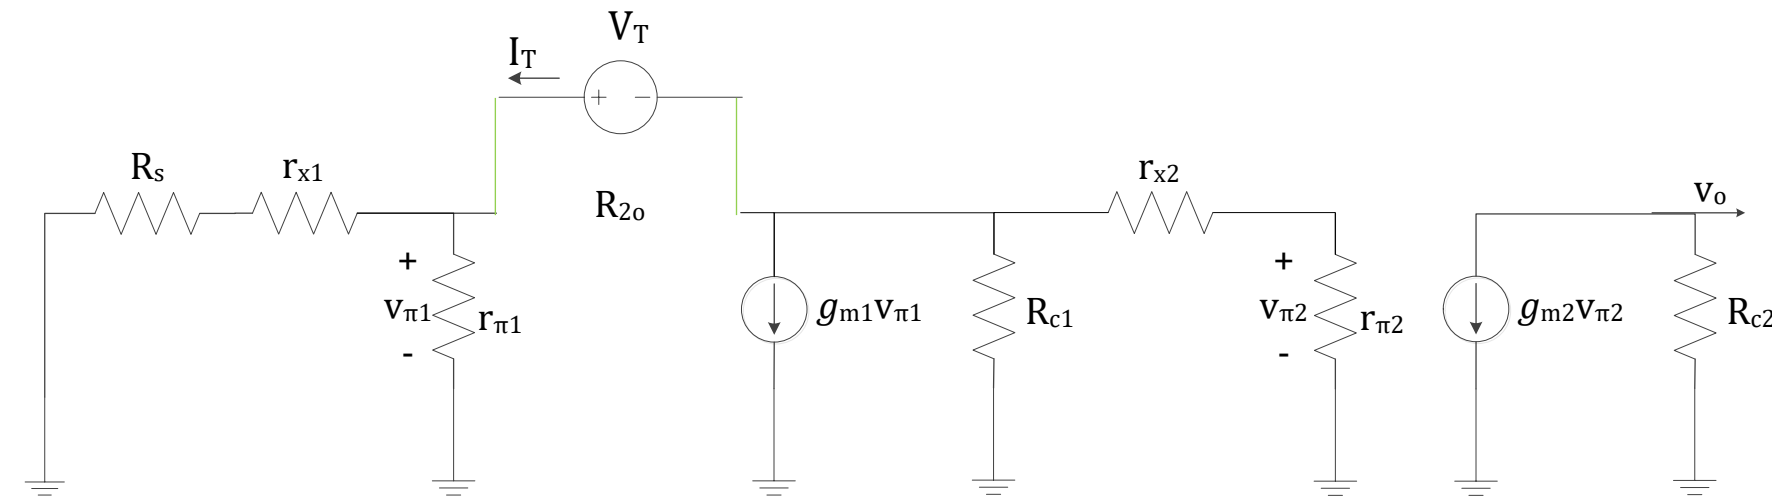 V_T
I_T
+ −
R_s
r_x1
R_2o
r_x2
v_o
+
v_π1
r_π1
-
g_m1v_π1
R_c1
+
v_π2
r_π2
-
g_m2v_π2
R_c2